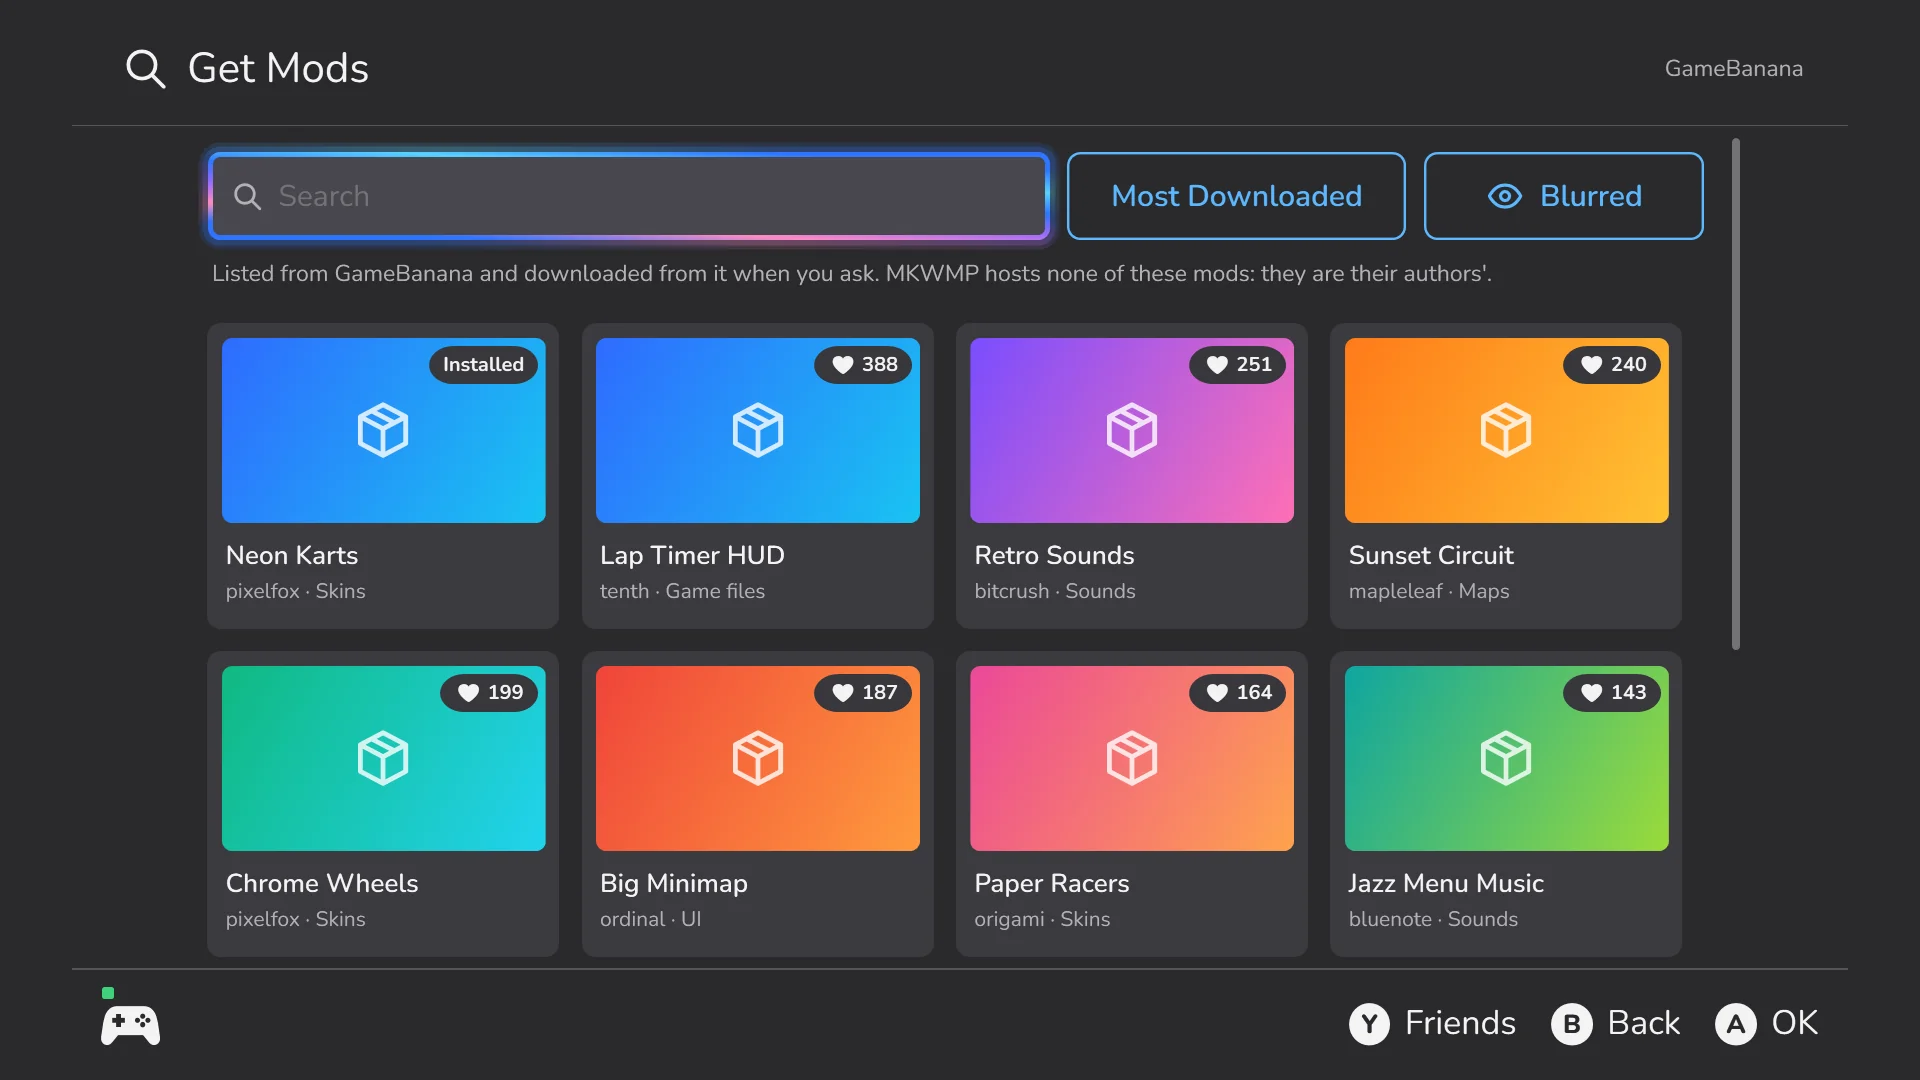 Get Mods
GameBanana
Search
Most Downloaded
Blurred
Listed from GameBanana and downloaded from it when you ask. MKWMP hosts none of these mods: they are their authors'.
Installed
388
251
240
Neon Karts
Lap Timer HUD
Retro Sounds
Sunset Circuit
pixelfox · Skins
tenth · Game files
bitcrush · Sounds
mapleleaf · Maps
199
187
164
143
Chrome Wheels
Big Minimap
Paper Racers
Jazz Menu Music
pixelfox · Skins
ordinal · UI
origami · Skins
bluenote · Sounds
Y Friends
B Back
A OK